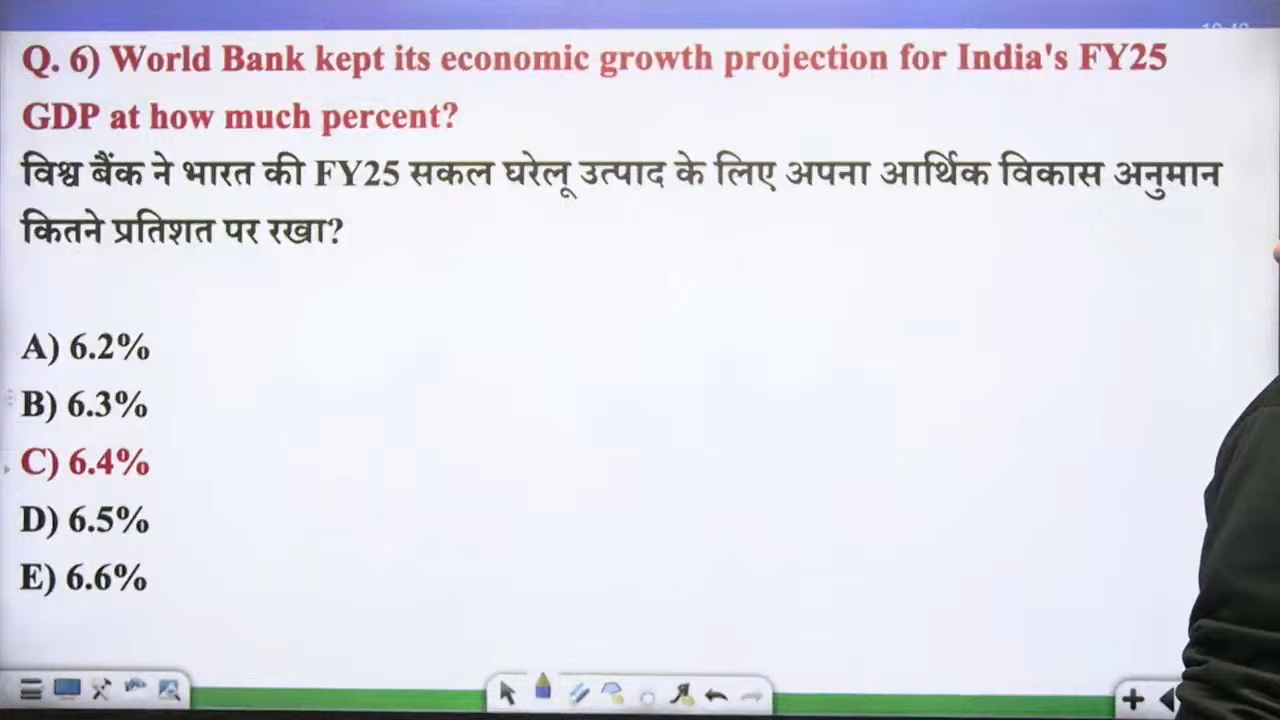 Q. 6) World Bank kept its economic growth projection for India's FY25
GDP at how much percent?
विश्व बैंक ने भारत की FY25 सकल घरेलू उत्पाद के लिए अपना आर्थिक विकास अनुमान
कितने प्रतिशत पर रखा?
A) 6.2%
B) 6.3%
C) 6.4%
D) 6.5%
E) 6.6%